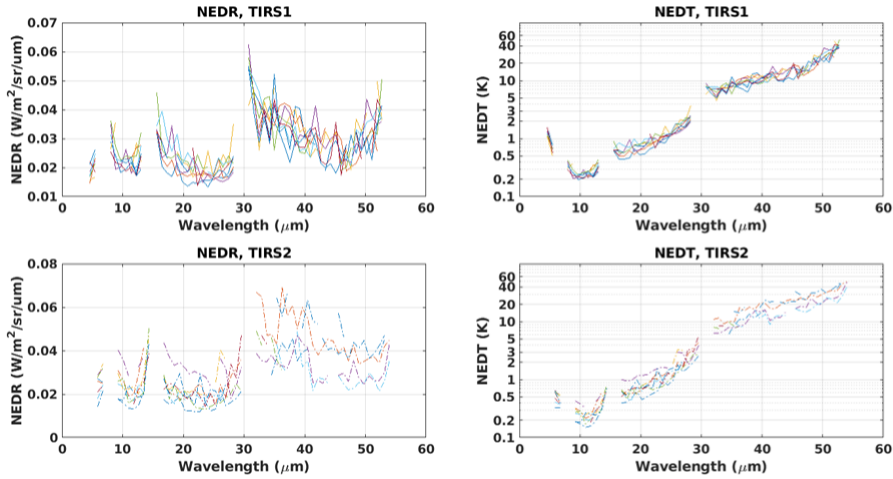 NEDR, TIRS1
0.07
0.06
0.05
0.04
0.03
0.02
0.01
NEDR (W/m²/sr/um)
0 10 20 30 40 50 60
Wavelength (μm)
NEDT, TIRS1
60
40
20
10
5
3
2
1
0.5
0.2
0.1
NEDT (K)
0 10 20 30 40 50 60
Wavelength (μm)
NEDR, TIRS2
0.08
0.06
0.04
0.02
0
NEDR (W/m²/sr/um)
0 10 20 30 40 50 60
Wavelength (μm)
NEDT, TIRS2
60
40
20
10
5
3
2
1
0.5
0.2
0.1
NEDT (K)
0 10 20 30 40 50 60
Wavelength (μm)